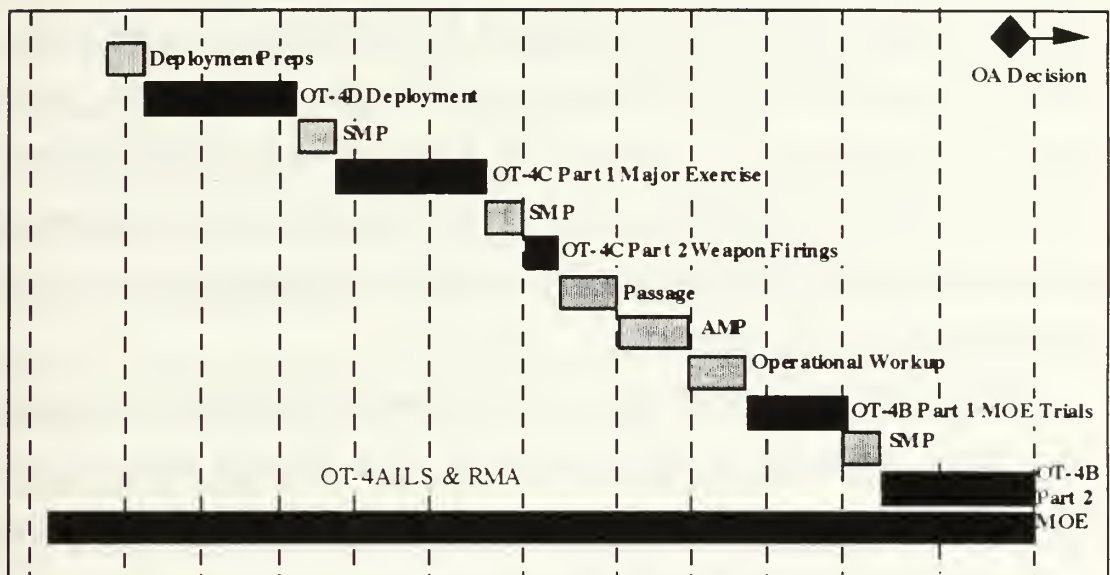 Deployment Preps
OA Decision
OT-4D Deployment
SMP
OT-4C Part 1 Major Exercise
SMP
OT-4C Part 2 Weapon Firings
Passage
AMP
Operational Workup
OT-4B Part 1 MOE Trials
SMP
OT-4A ILS & RMA
OT-4B
Part 2
MOE